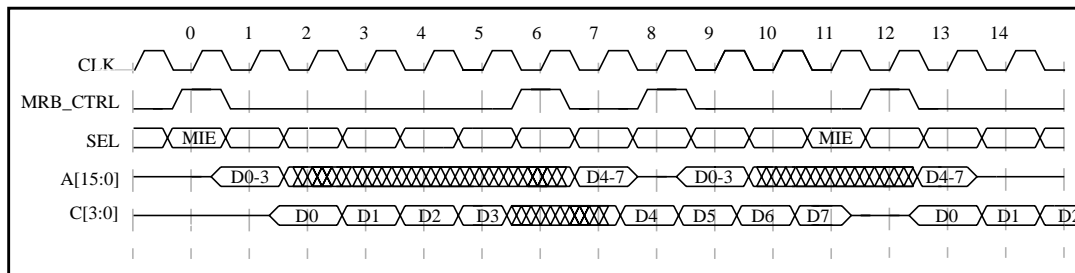 0 1 2 3 4 5 6 7 8 9 10 11 12 13 14
CLK
MRB_CTRL
SEL MIE MIE
A[15:0] D0-3 D4-7 D0-3 D4-7
C[3:0] D0 D1 D2 D3 D4 D5 D6 D7 D0 D1 D2